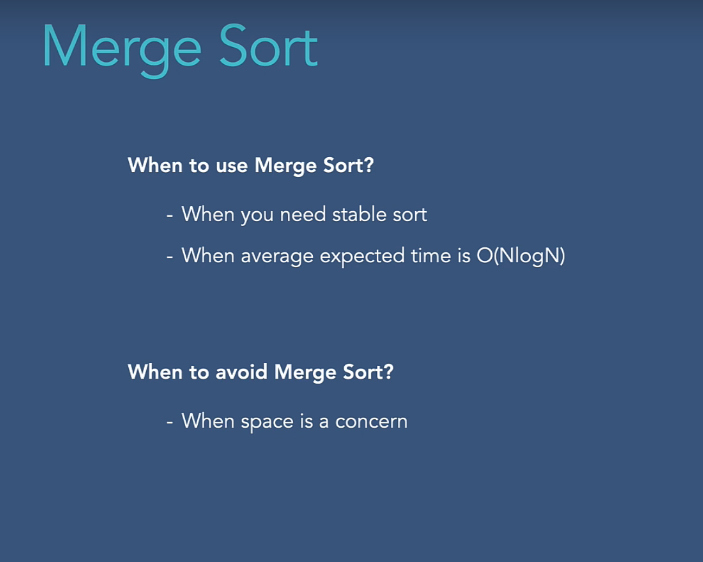 Merge Sort
When to use Merge Sort?
- When you need stable sort
- When average expected time is O(NlogN)
When to avoid Merge Sort?
- When space is a concern